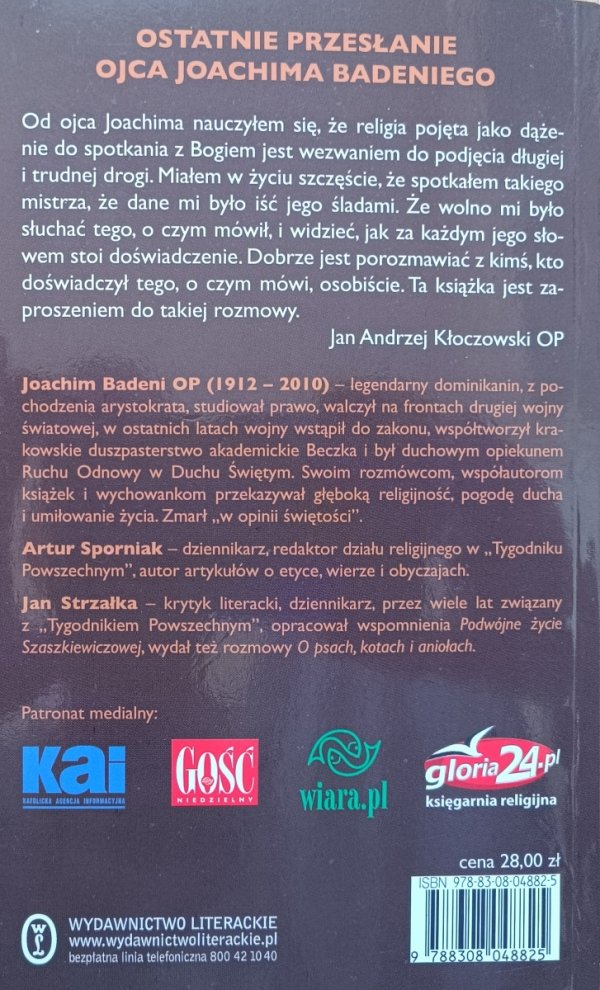 OSTATNIE PRZESŁANIE
OJCA JOACHIMA BADENIEGO
Od ojca Joachima nauczyłem się, że religia pojęta jako dąże-
nie do spotkania z Bogiem jest wezwaniem do podjęcia długiej
i trudnej drogi. Miałem w życiu szczęście, że spotkałem takiego
mistrza, że dane mi było iść jego śladami. Że wolno mi było
słuchać tego, o czym mówił, i widzieć, jak za każdym jego sło-
wem stoi doświadczenie. Dobrze jest porozmawiać z kimś, kto
doświadczył tego, o czym mówi, osobiście. Ta książka jest za-
proszeniem do takiej rozmowy.
Jan Andrzej Kłoczowski OP
Joachim Badeni OP (1912 – 2010) – legendarny dominikanin, z po-
chodzenia arystokrata, studiował prawo, walczył na frontach drugiej wojny
światowej, w ostatnich latach wojny wstąpił do zakonu, współtworzył kra-
kowskie duszpasterstwo akademickie Beczka i był duchowym opiekunem
Ruchu Odnowy w Duchu Świętym. Swoim rozmówcom, współautorom
książek i wychowankom przekazywał głęboką religijność, pogodę ducha
i umiłowanie życia. Zmarł „w opinii świętości”.
Artur Sporniak – dziennikarz, redaktor działu religijnego w „Tygodniku
Powszechnym”, autor artykułów o etyce, wierze i obyczajach.
Jan Strzałka – krytyk literacki, dziennikarz, przez wiele lat związany
z „Tygodnikiem Powszechnym”, opracował wspomnienia Podwójne życie
Szaszkiewiczowej, wydał też rozmowy O psach, kotach i aniołach.
Patronat medialny:
KAI
KATOLICKA AGENCJA INFORMACYJNA
GOŚĆ
NIEDZIELNY
wiara.pl
gloria24.pl
księgarnia religijna
cena 28,00 zł
ISBN 978-83-08-04882-5
9 788308 048825
WL
WYDAWNICTWO LITERACKIE
www.wydawnictwoliterackie.pl
bezpłatna linia telefoniczna 800 42 10 40